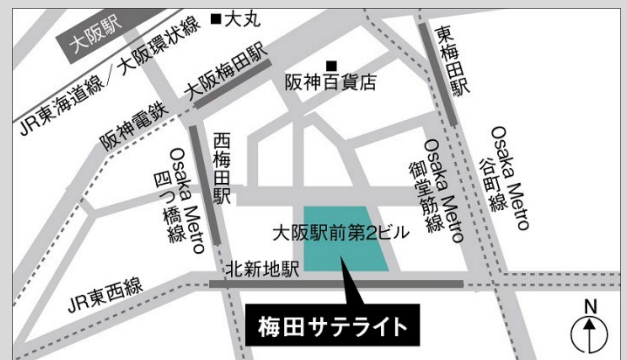 大阪駅
■大丸
JR東海道線／大阪環状線
大阪梅田駅
阪神電鉄
阪神百貨店
東梅田駅
西梅田駅
Osaka Metro
四つ橋線
Osaka Metro
御堂筋線
Osaka Metro
谷町線
大阪駅前第2ビル
北新地駅
JR東西線
梅田サテライト
N